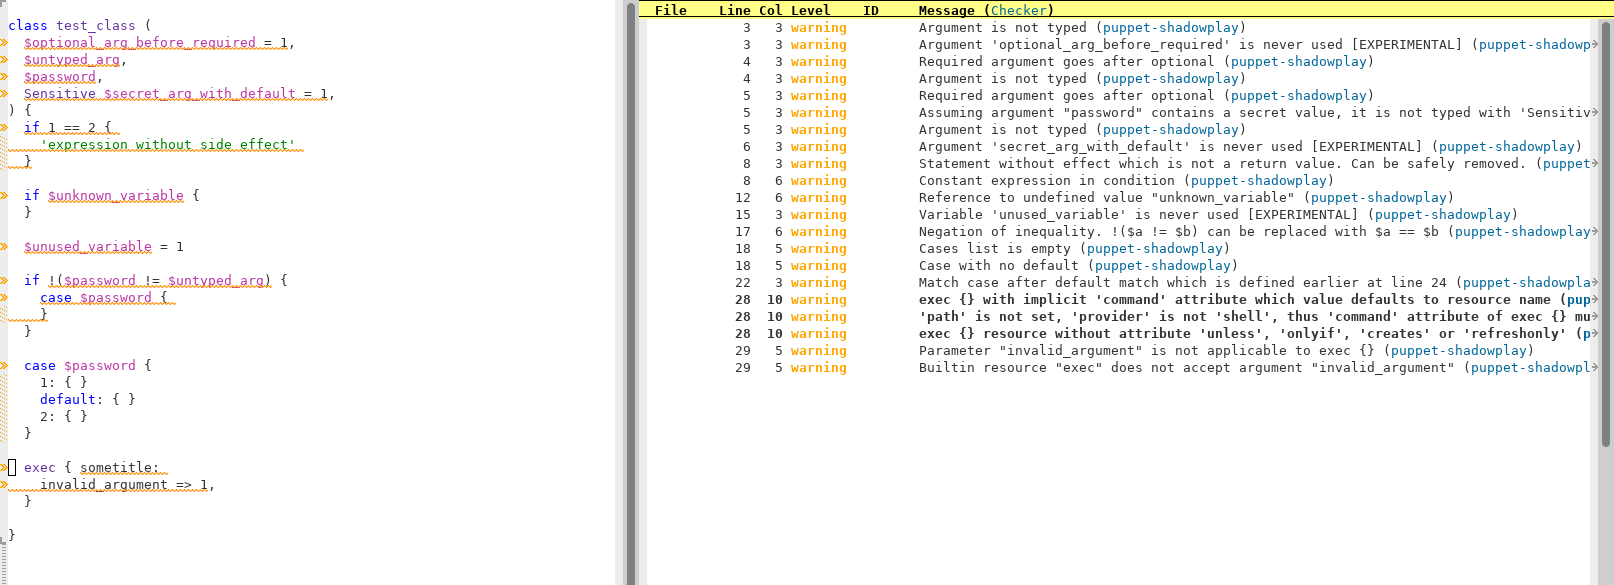 class test_class (
  $optional_arg_before_required = 1,
  $untyped_arg,
  $password,
  Sensitive $secret_arg_with_default = 1,
) {
  if 1 == 2 {
    'expression without side effect'
  }
  if $unknown_variable {
  }
  $unused_variable = 1
  if !($password != $untyped_arg) {
    case $password {
    }
  }
  case $password {
    1: { }
    default: { }
    2: { }
  }
  exec { sometitle:
    invalid_argument => 1,
  }
}
File Line Col Level ID Message (Checker)
3 3 warning Argument is not typed (puppet-shadowplay)
3 3 warning Argument 'optional_arg_before_required' is never used [EXPERIMENTAL] (puppet-shadowp
4 3 warning Required argument goes after optional (puppet-shadowplay)
4 3 warning Argument is not typed (puppet-shadowplay)
5 3 warning Required argument goes after optional (puppet-shadowplay)
5 3 warning Assuming argument "password" contains a secret value, it is not typed with 'Sensitiv
5 3 warning Argument is not typed (puppet-shadowplay)
6 3 warning Argument 'secret_arg_with_default' is never used [EXPERIMENTAL] (puppet-shadowplay)
8 3 warning Statement without effect which is not a return value. Can be safely removed. (puppet
8 6 warning Constant expression in condition (puppet-shadowplay)
12 6 warning Reference to undefined value "unknown_variable" (puppet-shadowplay)
15 3 warning Variable 'unused_variable' is never used [EXPERIMENTAL] (puppet-shadowplay)
17 6 warning Negation of inequality. !($a != $b) can be replaced with $a == $b (puppet-shadowplay
18 5 warning Cases list is empty (puppet-shadowplay)
18 5 warning Case with no default (puppet-shadowplay)
22 3 warning Match case after default match which is defined earlier at line 24 (puppet-shadowpla
28 10 warning exec {} with implicit 'command' attribute which value defaults to resource name (pup
28 10 warning 'path' is not set, 'provider' is not 'shell', thus 'command' attribute of exec {} mu
28 10 warning exec {} resource without attribute 'unless', 'onlyif', 'creates' or 'refreshonly' (p
29 5 warning Parameter "invalid_argument" is not applicable to exec {} (puppet-shadowplay)
29 5 warning Builtin resource "exec" does not accept argument "invalid_argument" (puppet-shadowpl